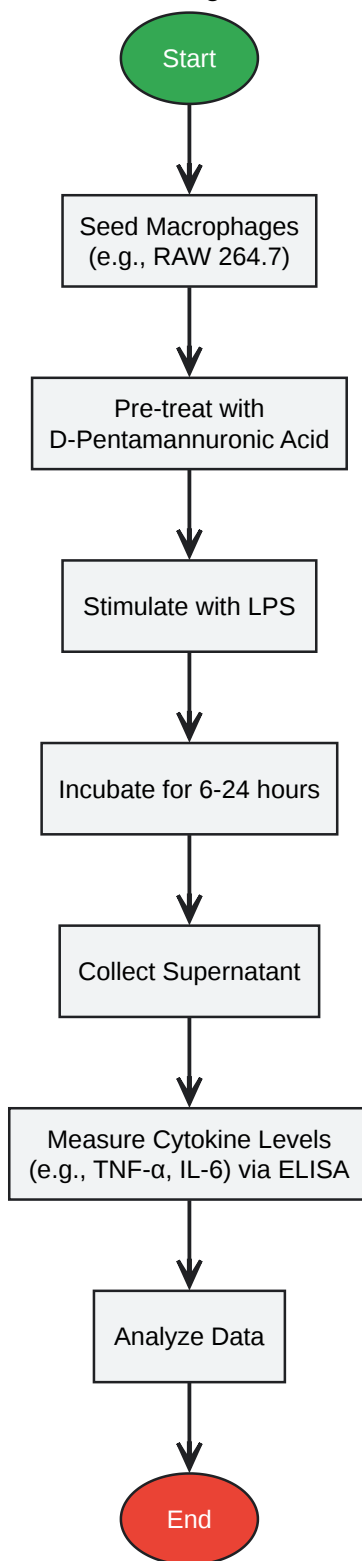 Start
Seed Macrophages
(e.g., RAW 264.7)
Pre-treat with
D-Pentamannuronic Acid
Stimulate with LPS
Incubate for 6-24 hours
Collect Supernatant
Measure Cytokine Levels
(e.g., TNF-α, IL-6) via ELISA
Analyze Data
End